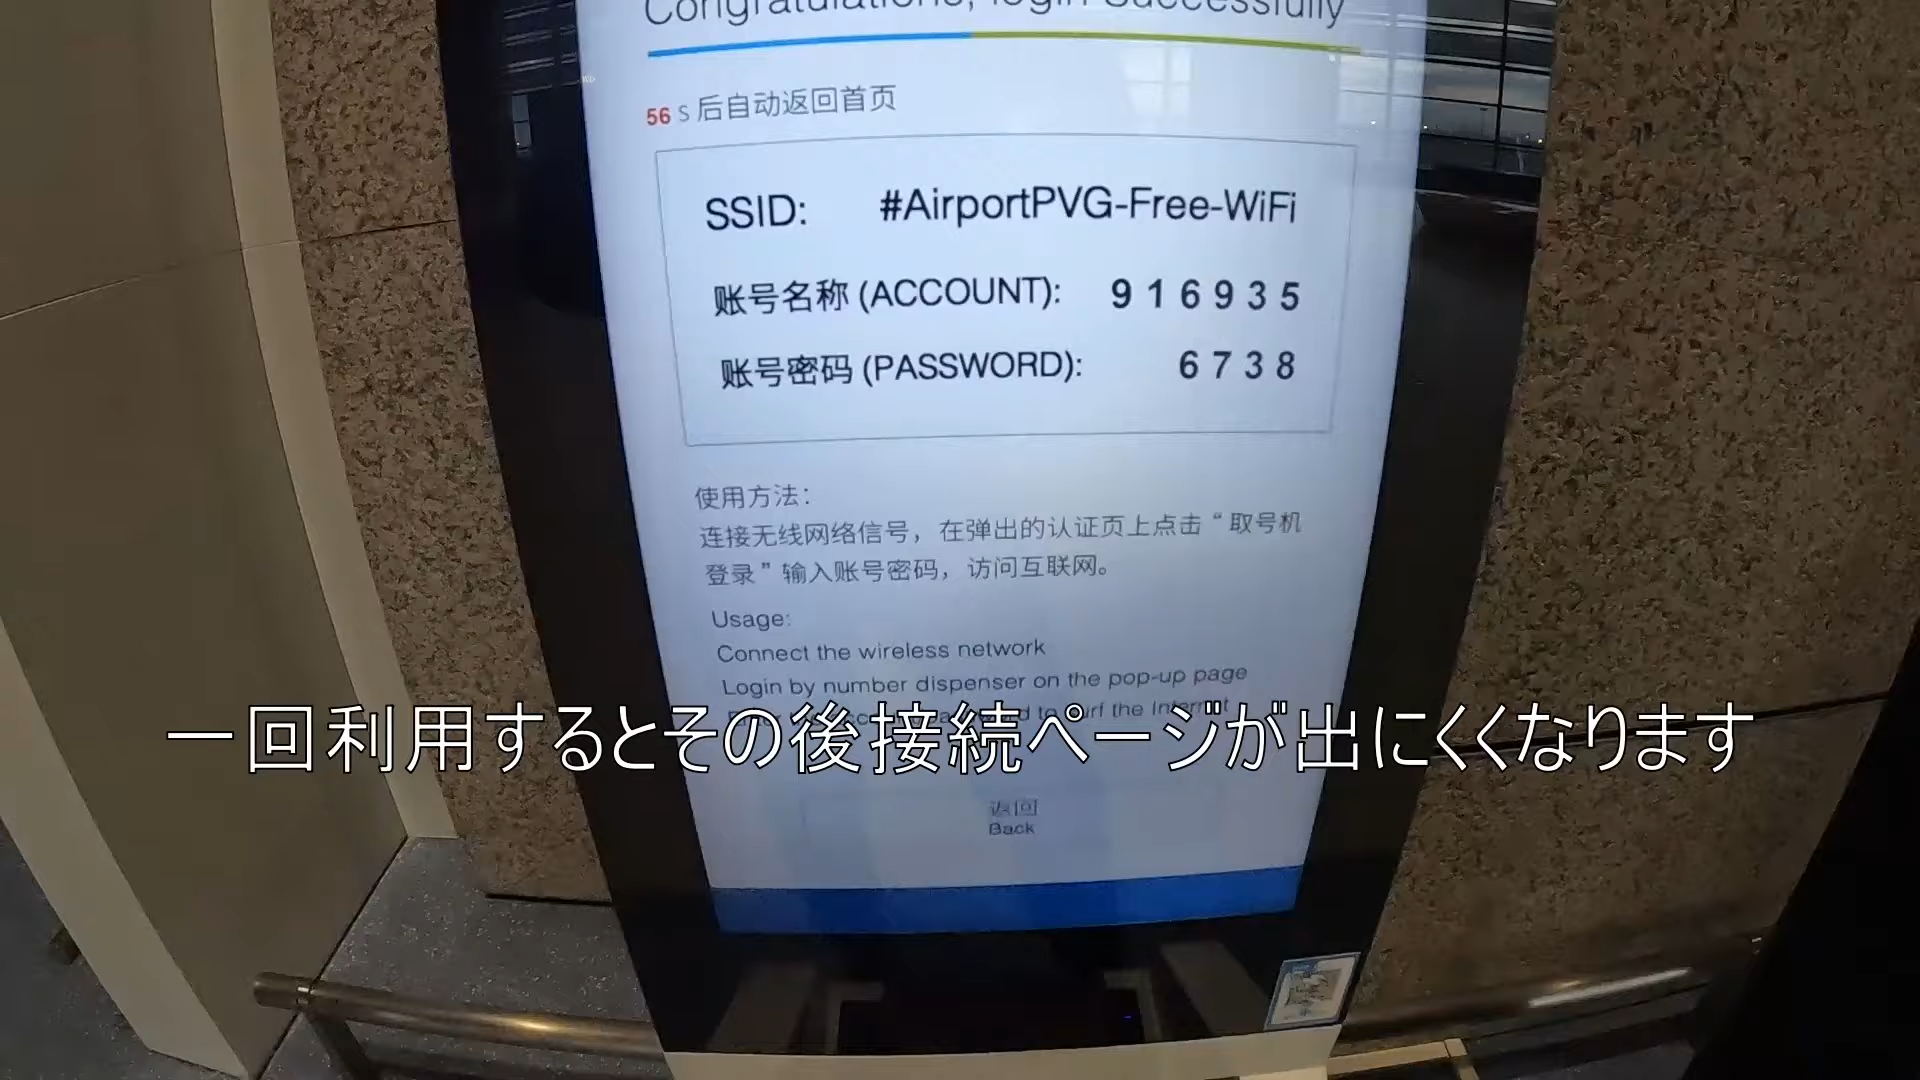 Congratulations, login Successfully
56 S 后自动返回首页
SSID: #AirportPVG-Free-WiFi
账号名称 (ACCOUNT): 916935
账号密码 (PASSWORD): 6738
使用方法:
连接无线网络信号，在弹出的认证页上点击“取号机
登录”输入账号密码，访问互联网。
Usage:
Connect the wireless network
Login by number dispenser on the pop-up page
to surf the Internet
一回利用するとその後接続ページが出にくくなります
返回
Back